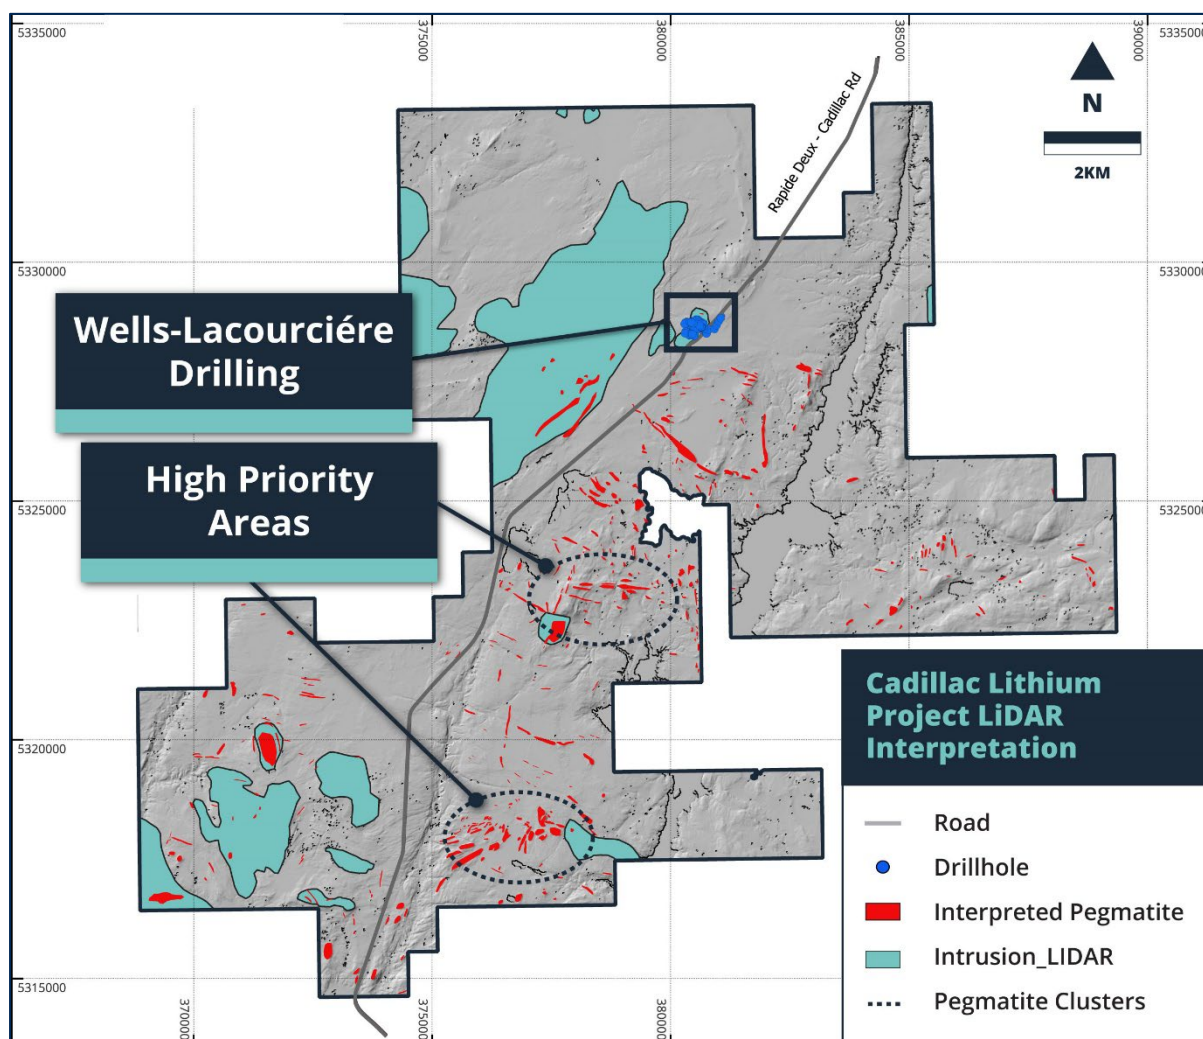 375000
380000
385000
390000
5335000
5335000
N
2KM
Rapide Deux - Cadillac Rd
5330000
5330000
Wells-Lacourciére
Drilling
High Priority
Areas
5325000
5325000
5320000
Cadillac Lithium
Project LiDAR
Interpretation
Road
Drillhole
Interpreted Pegmatite
Intrusion_LIDAR
Pegmatite Clusters
5315000
370000
375000
380000